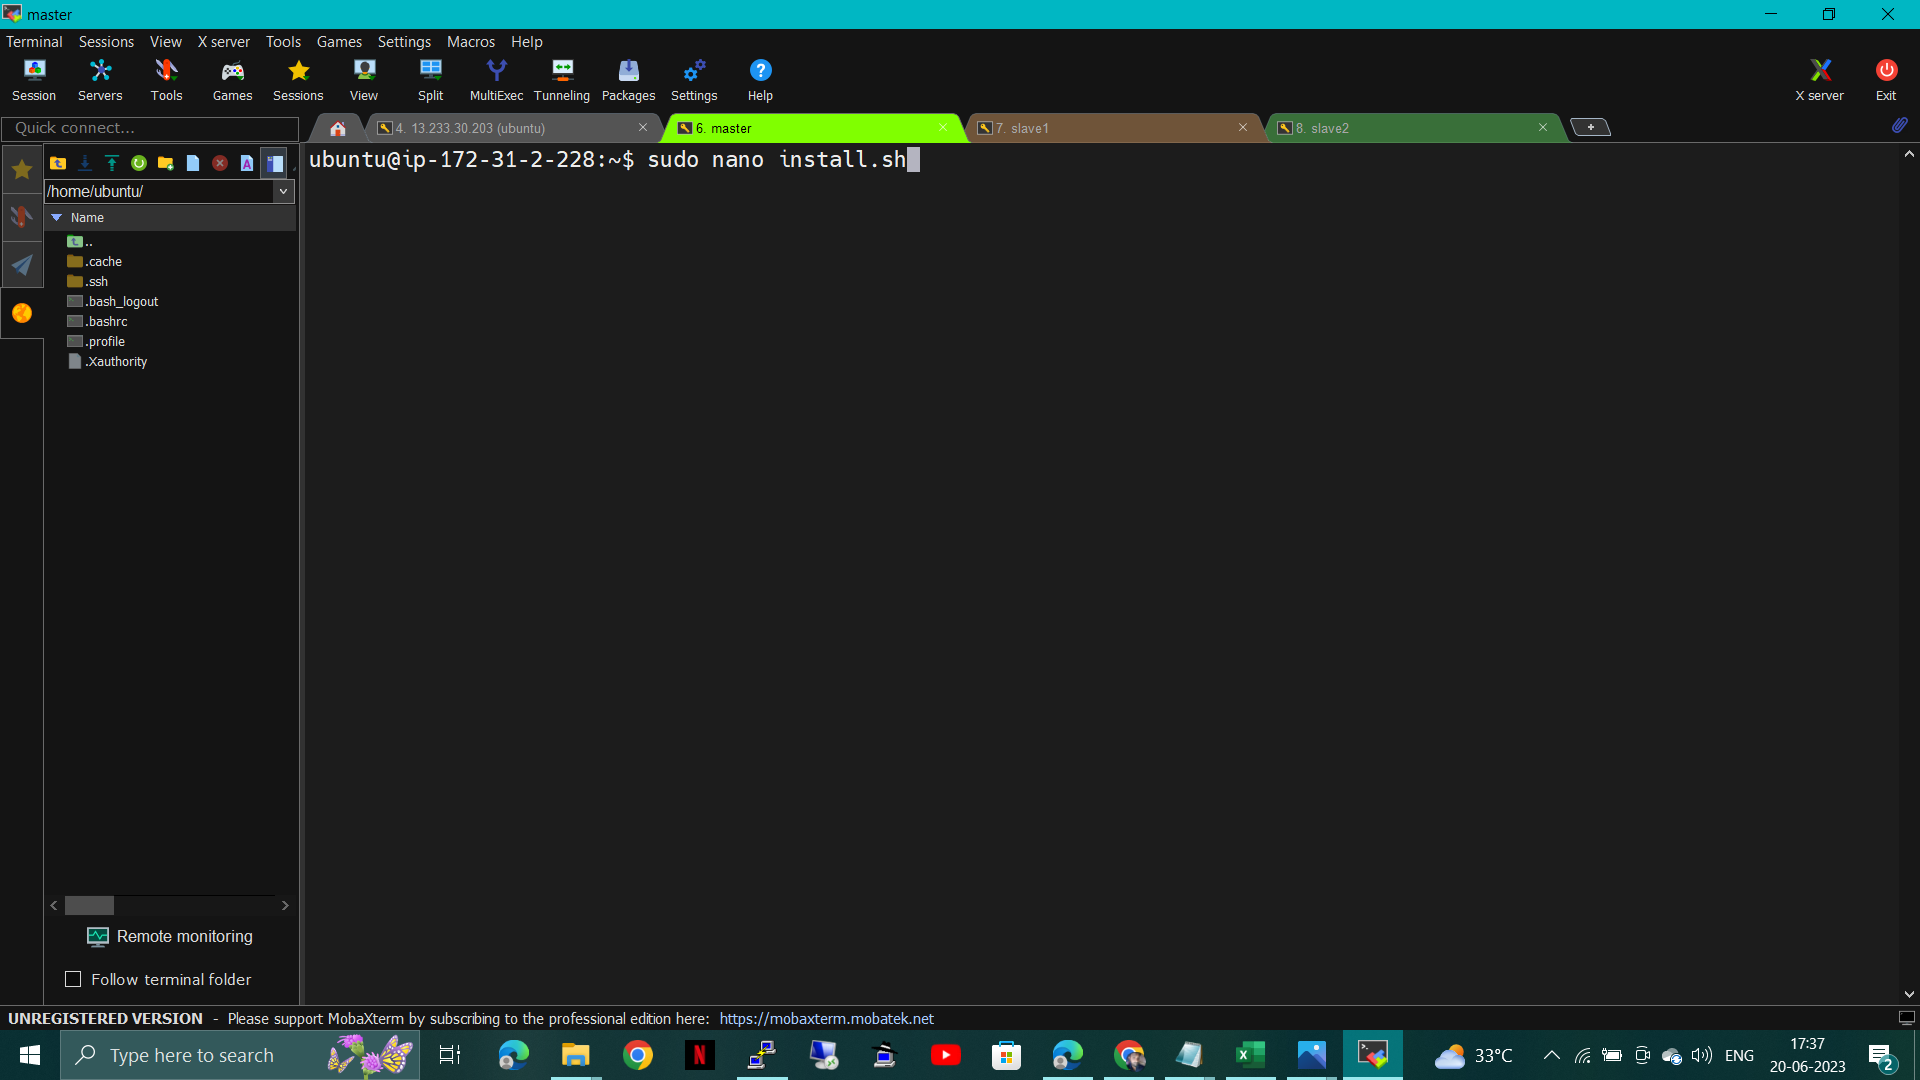 master
Terminal Sessions View X server Tools Games Settings Macros Help
Session Servers Tools Games Sessions View Split MultiExec Tunneling Packages Settings Help X server Exit
Quick connect...
4. 13.233.30.203 (ubuntu) 6. master 7. slave1 8. slave2
ubuntu@ip-172-31-2-228:~$ sudo nano install.sh
/home/ubuntu/
Name
..
.cache
.ssh
.bash_logout
.bashrc
.profile
.Xauthority
Remote monitoring
Follow terminal folder
UNREGISTERED VERSION - Please support MobaXterm by subscribing to the professional edition here: https://mobaxterm.mobatek.net
Type here to search
33°C
ENG
17:37
20-06-2023
2